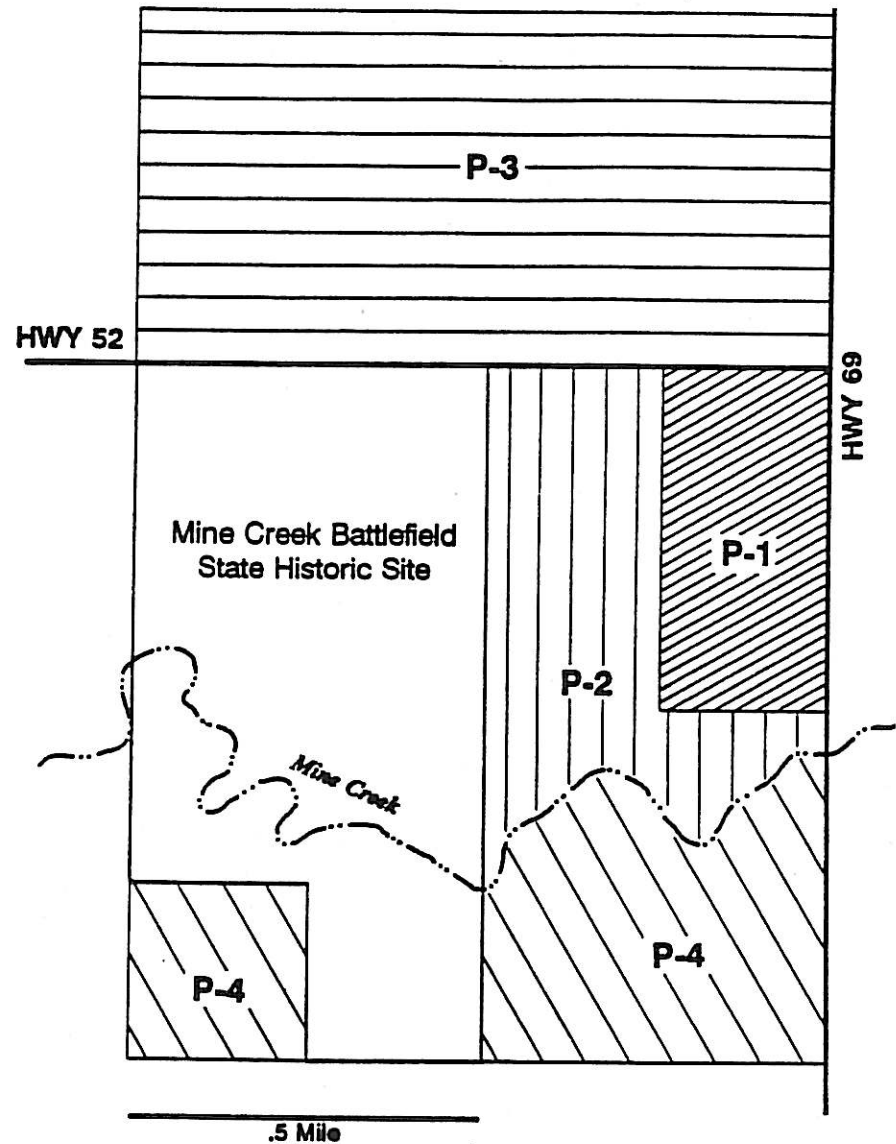 P-3
HWY 52
HWY 69
Mine Creek Battlefield
State Historic Site
P-1
P-2
Mine Creek
P-4
P-4
.5 Mile